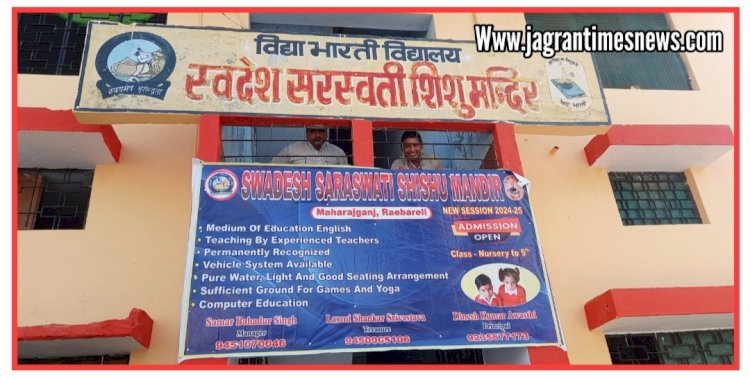 Www.jagrantimesnews.com
विद्या भारती विद्यालय
स्वदेश सरस्वती शिशु मन्दिर
SWADESH SARASWATI SHISHU MANDIR
Maharajganj, Raebareli
NEW SESSION 2024-25
ADMISSION
OPEN
Class - Nursery to 5th
• Medium Of Education English
• Teaching By Experienced Teachers
• Permanently Recognized
• Vehicle System Available
• Pure Water, Light And Good Seating Arrangement
• Sufficient Ground For Games And Yoga
• Computer Education
Samar Bahadur Singh
Manager
9451070046
Laxmi Shankar Srivastava
Treasure
9450065106
Dinesh Kumar Awasthi
Principal
9235677173